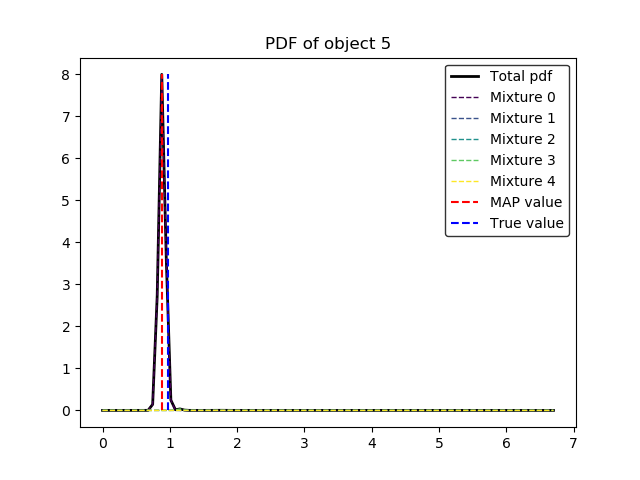 PDF of object 5
8
7
6
5
4
3
2
1
0
0 1 2 3 4 5 6 7
Total pdf
Mixture 0
Mixture 1
Mixture 2
Mixture 3
Mixture 4
MAP value
True value